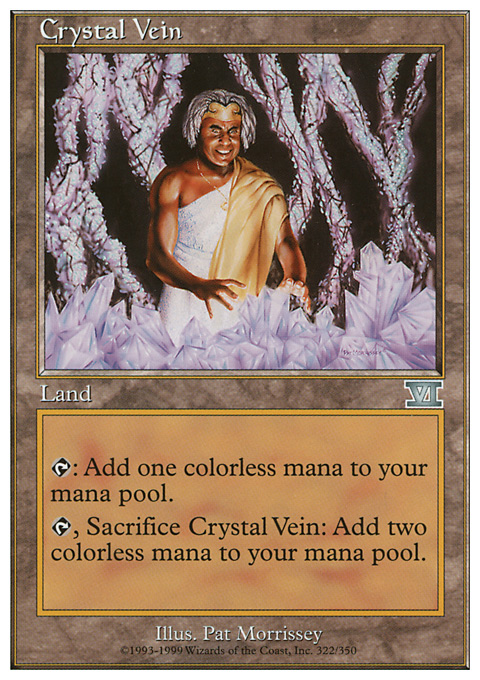 Crystal Vein
Land
VI
: Add one colorless mana to your
mana pool.
, Sacrifice Crystal Vein: Add two
colorless mana to your mana pool.
Illus. Pat Morrissey
©1993-1999 Wizards of the Coast, Inc. 322/350